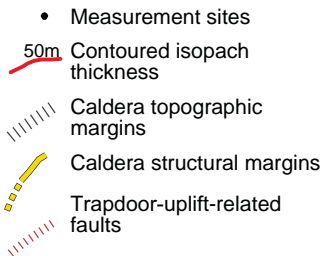 Measurement sites
50m Contoured isopach
thickness
Caldera topographic
margins
Caldera structural margins
Trapdoor-uplift-related
faults